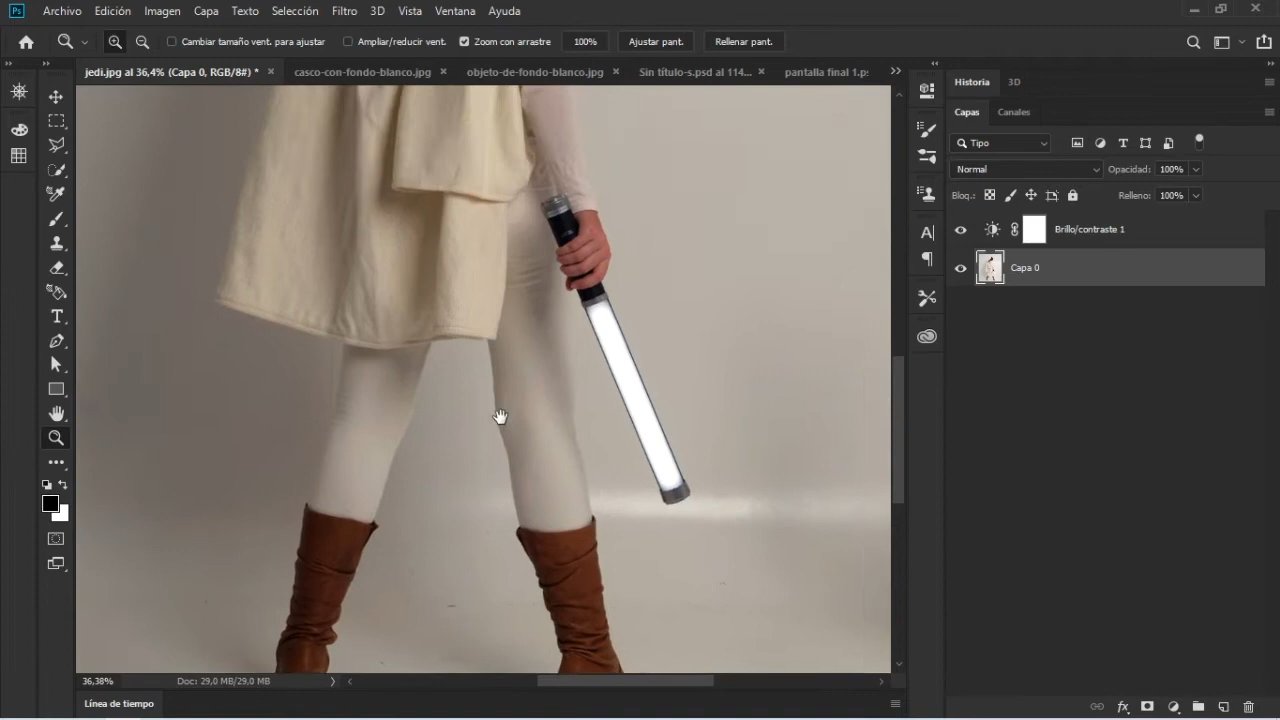 Ps Archivo Edición Imagen Capa Texto Selección Filtro 3D Vista Ventana Ayuda
Cambiar tamaño vent. para ajustar Ampliar/reducir vent. Zoom con arrastre 100% Ajustar pant. Rellenar pant.
jedi.jpg al 36,4% (Capa 0, RGB/8#) * casco-con-fondo-blanco.jpg objeto-de-fondo-blanco.jpg Sin título-s.psd al 114... pantalla final 1.p:
Historia 3D
Capas Canales
Tipo
Normal Opacidad: 100%
Bloq.: Relleno: 100%
Brillo/contraste 1
Capa 0
36,38% Doc: 29,0 MB/29,0 MB
Línea de tiempo